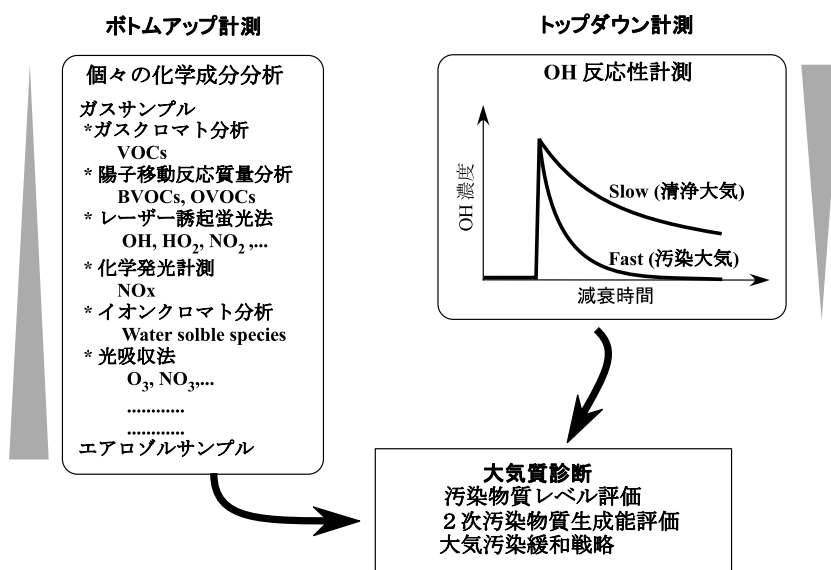 ボトムアップ計測
個々の化学成分分析
ガスサンプル
*ガスクロマト分析
VOCs
* 陽子移動反応質量分析
BVOCs, OVOCs
* レーザー誘起蛍光法
OH, HO2, NO2 ,...
* 化学発光計測
NOx
* イオンクロマト分析
Water solble species
* 光吸収法
O3, NO3,...
............
............
エアロゾルサンプル
トップダウン計測
OH 反応性計測
OH 濃度
Slow (清浄大気)
Fast (汚染大気)
減衰時間
大気質診断
汚染物質レベル評価
２次汚染物質生成能評価
大気汚染緩和戦略